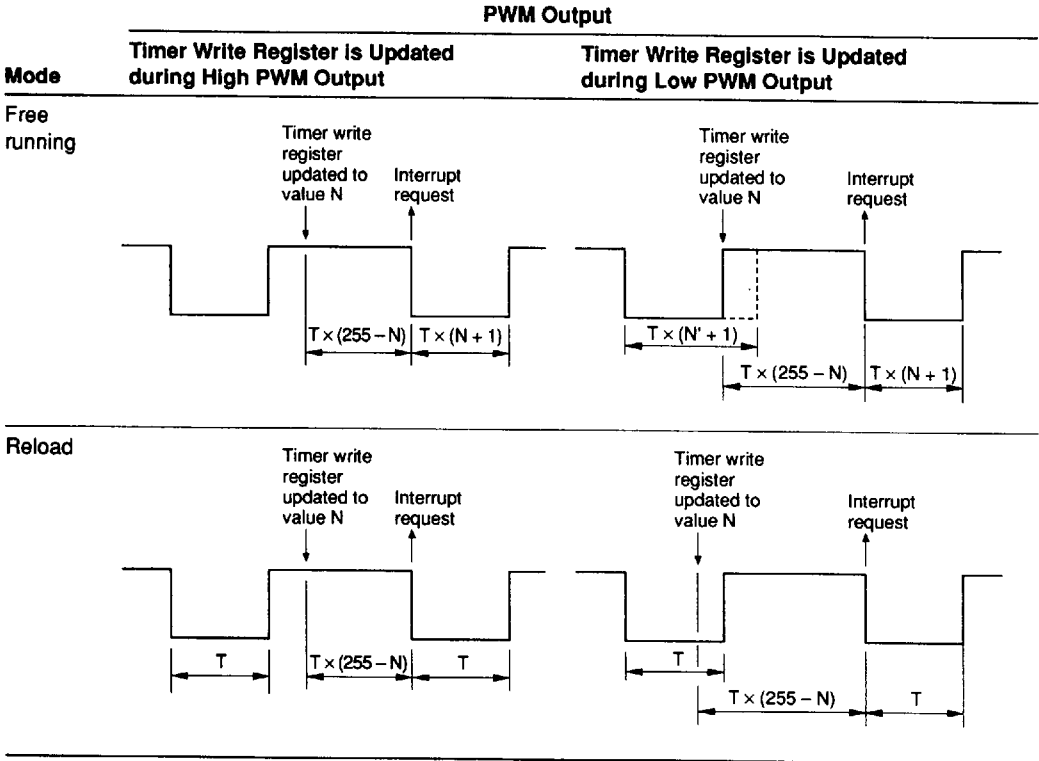 PWM Output
Mode
Timer Write Register is Updated
during High PWM Output
Timer Write Register is Updated
during Low PWM Output
Free
running
Timer write
register
updated to
value N
Interrupt
request
T × (255 – N)
T × (N + 1)
Timer write
register
updated to
value N
Interrupt
request
T × (N' + 1)
T × (255 – N)
T × (N + 1)
Reload
Timer write
register
updated to
value N
Interrupt
request
T
T × (255 – N)
T
Timer write
register
updated to
value N
Interrupt
request
T
T × (255 – N)
T